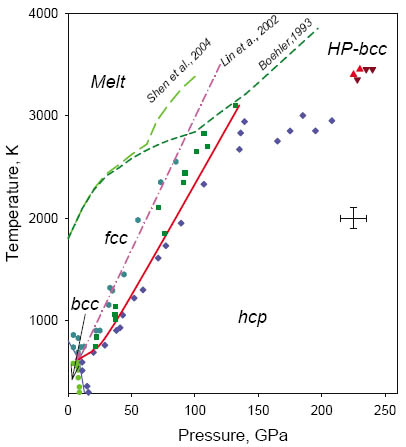 4000
3000
2000
1000
Temperature, K
Melt
Shen et al., 2004
Lin et a., 2002
Boehler,1993
HP-bcc
fcc
bcc
hcp
0
50
100
150
200
250
Pressure, GPa